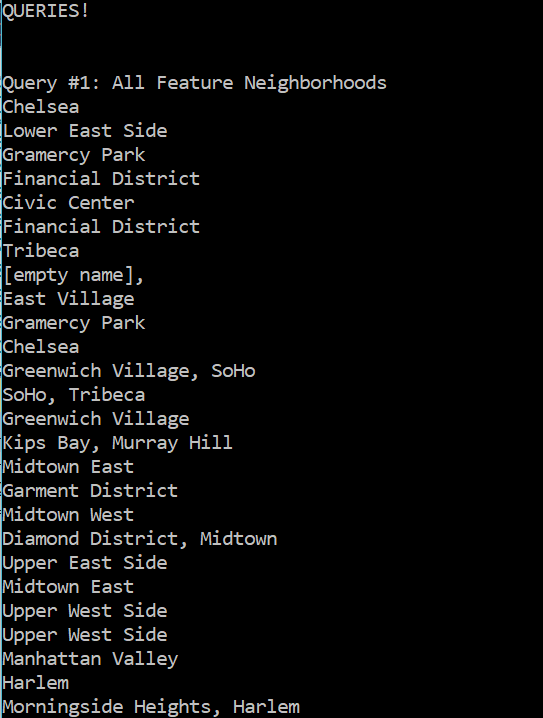 QUERIES!
Query #1: All Feature Neighborhoods
Chelsea
Lower East Side
Gramercy Park
Financial District
Civic Center
Financial District
Tribeca
[empty name],
East Village
Gramercy Park
Chelsea
Greenwich Village, SoHo
SoHo, Tribeca
Greenwich Village
Kips Bay, Murray Hill
Midtown East
Garment District
Midtown West
Diamond District, Midtown
Upper East Side
Midtown East
Upper West Side
Upper West Side
Manhattan Valley
Harlem
Morningside Heights, Harlem